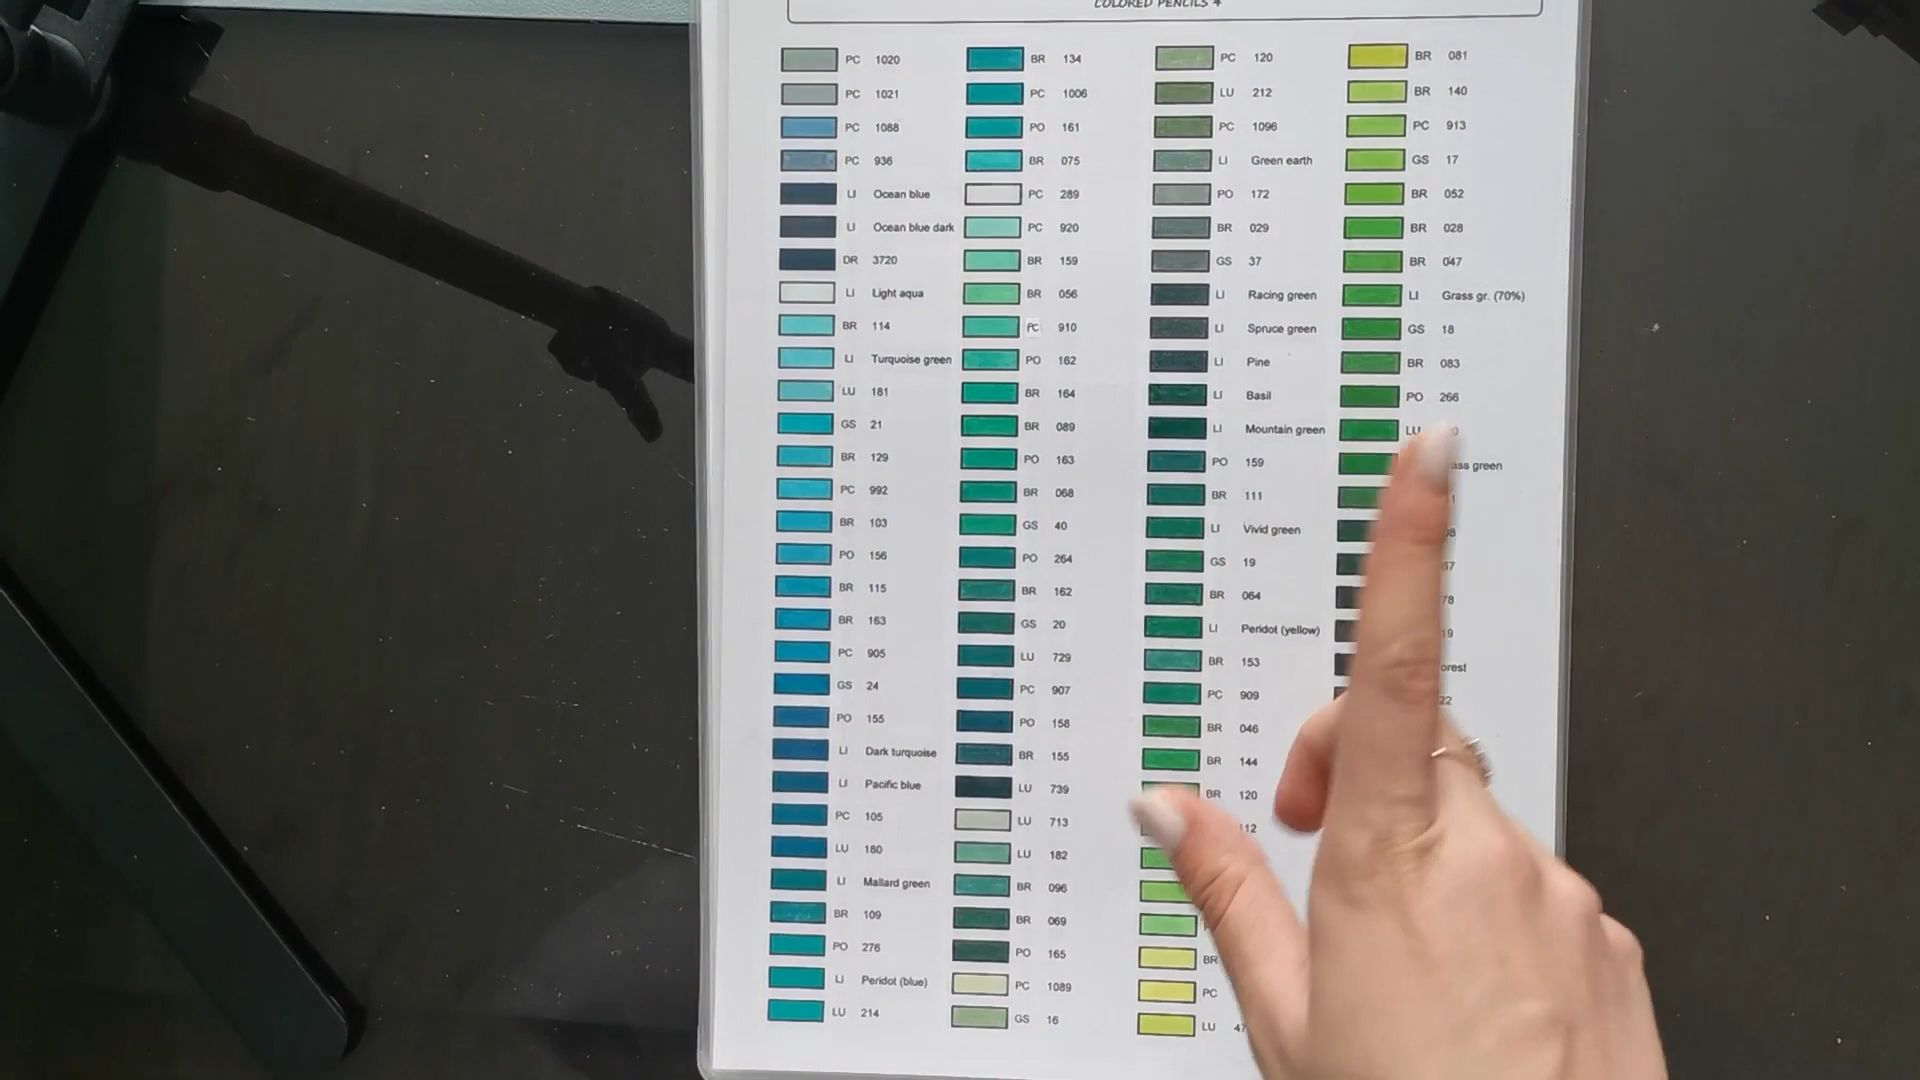 COLORED PENCILS 4
PC 1020
PC 1021
PC 1088
PC 936
LI Ocean blue
LI Ocean blue dark
DR 3720
LI Light aqua
BR 114
LI Turquoise green
LU 181
GS 21
BR 129
PC 992
BR 103
PO 156
BR 115
BR 163
PC 905
GS 24
PO 155
LI Dark turquoise
LI Pacific blue
PC 105
LU 180
LI Mallard green
BR 109
PO 276
LI Peridot (blue)
LU 214
BR 134
PC 1006
PO 161
BR 075
PC 289
PC 920
BR 159
BR 056
PC 910
PO 162
BR 164
BR 089
PO 163
BR 068
GS 40
PO 264
BR 162
GS 20
LU 729
PC 907
PO 158
BR 155
LU 739
LU 713
LU 182
BR 096
BR 069
PO 165
PC 1089
GS 16
PC 120
LU 212
PC 1096
LI Green earth
PO 172
BR 029
GS 37
LI Racing green
LI Spruce green
LI Pine
LI Basil
LI Mountain green
PO 159
BR 111
LI Vivid green
GS 19
BR 064
LI Peridot (yellow)
BR 153
PC 909
BR 046
BR 144
BR 120
BR
PC
LU
BR 081
BR 140
PC 913
GS 17
BR 052
BR 028
BR 047
LI Grass gr. (70%)
GS 18
BR 083
PO 266
LU
green